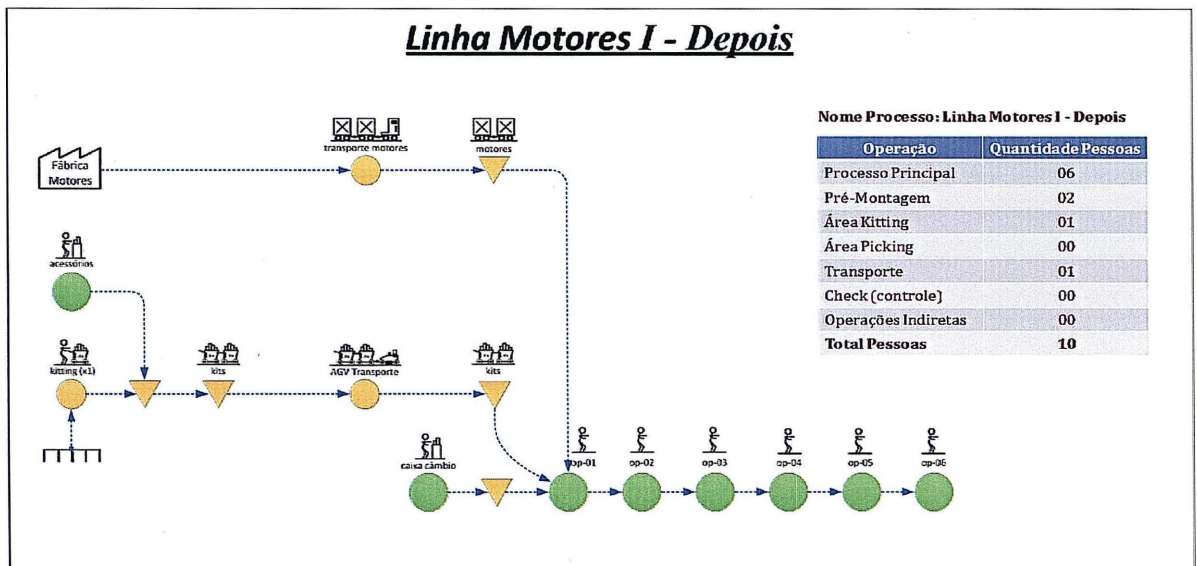 Linha Motores I - Depois
transporte motores
motores
Fábrica
Motores
acessórios
kitting (x1)
kits
AGV Transporte
kits
caixa câmbio
op-01
op-02
op-03
op-04
op-05
op-06
Nome Processo: Linha Motores I - Depois
Operação Quantidade Pessoas
Processo Principal 06
Pré-Montagem 02
Área Kitting 01
Área Picking 00
Transporte 01
Check (controle) 00
Operações Indiretas 00
Total Pessoas 10